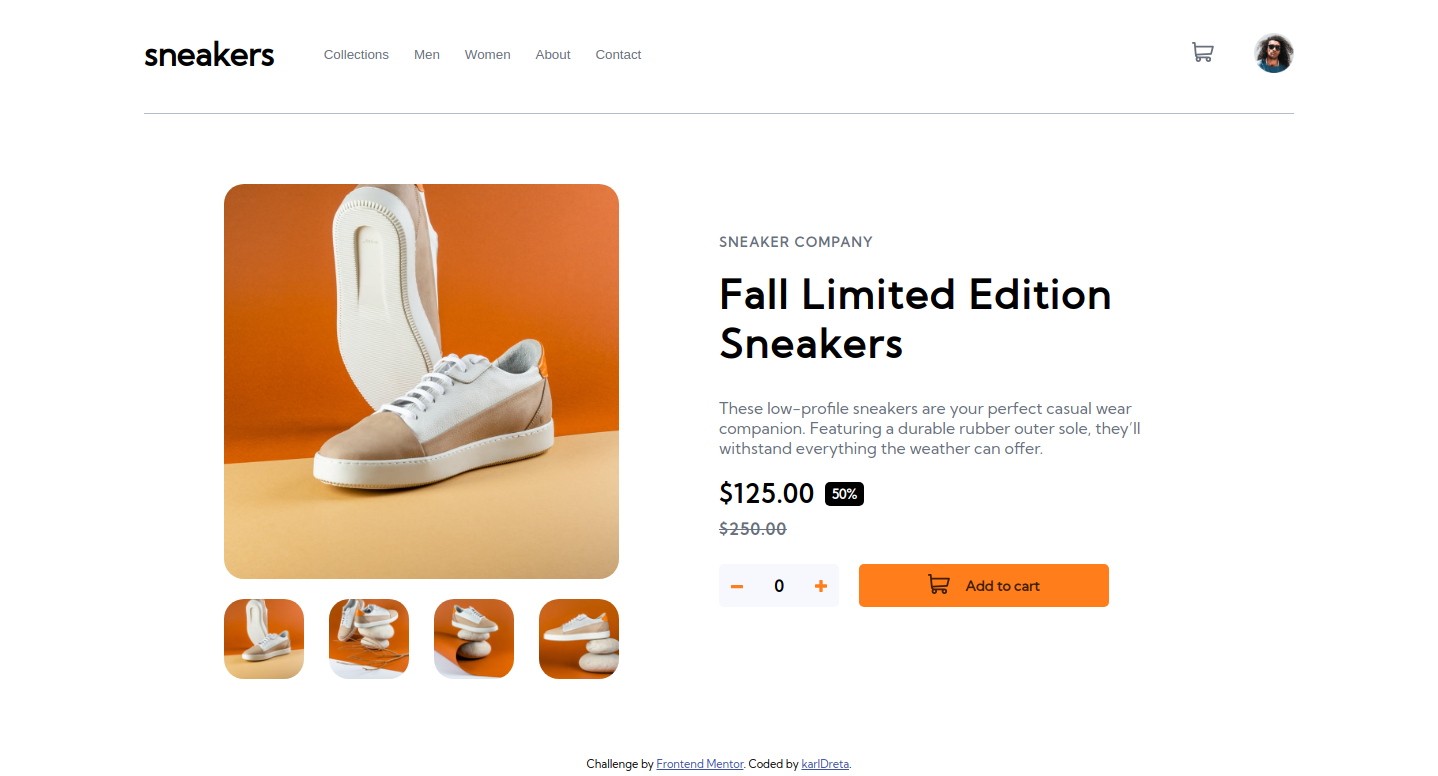 sneakers
Collections Men Women About Contact
SNEAKER COMPANY
Fall Limited Edition
Sneakers
These low-profile sneakers are your perfect casual wear
companion. Featuring a durable rubber outer sole, they’ll
withstand everything the weather can offer.
$125.00 50%
$250.00
0 Add to cart
Challenge by Frontend Mentor. Coded by karlDreta.